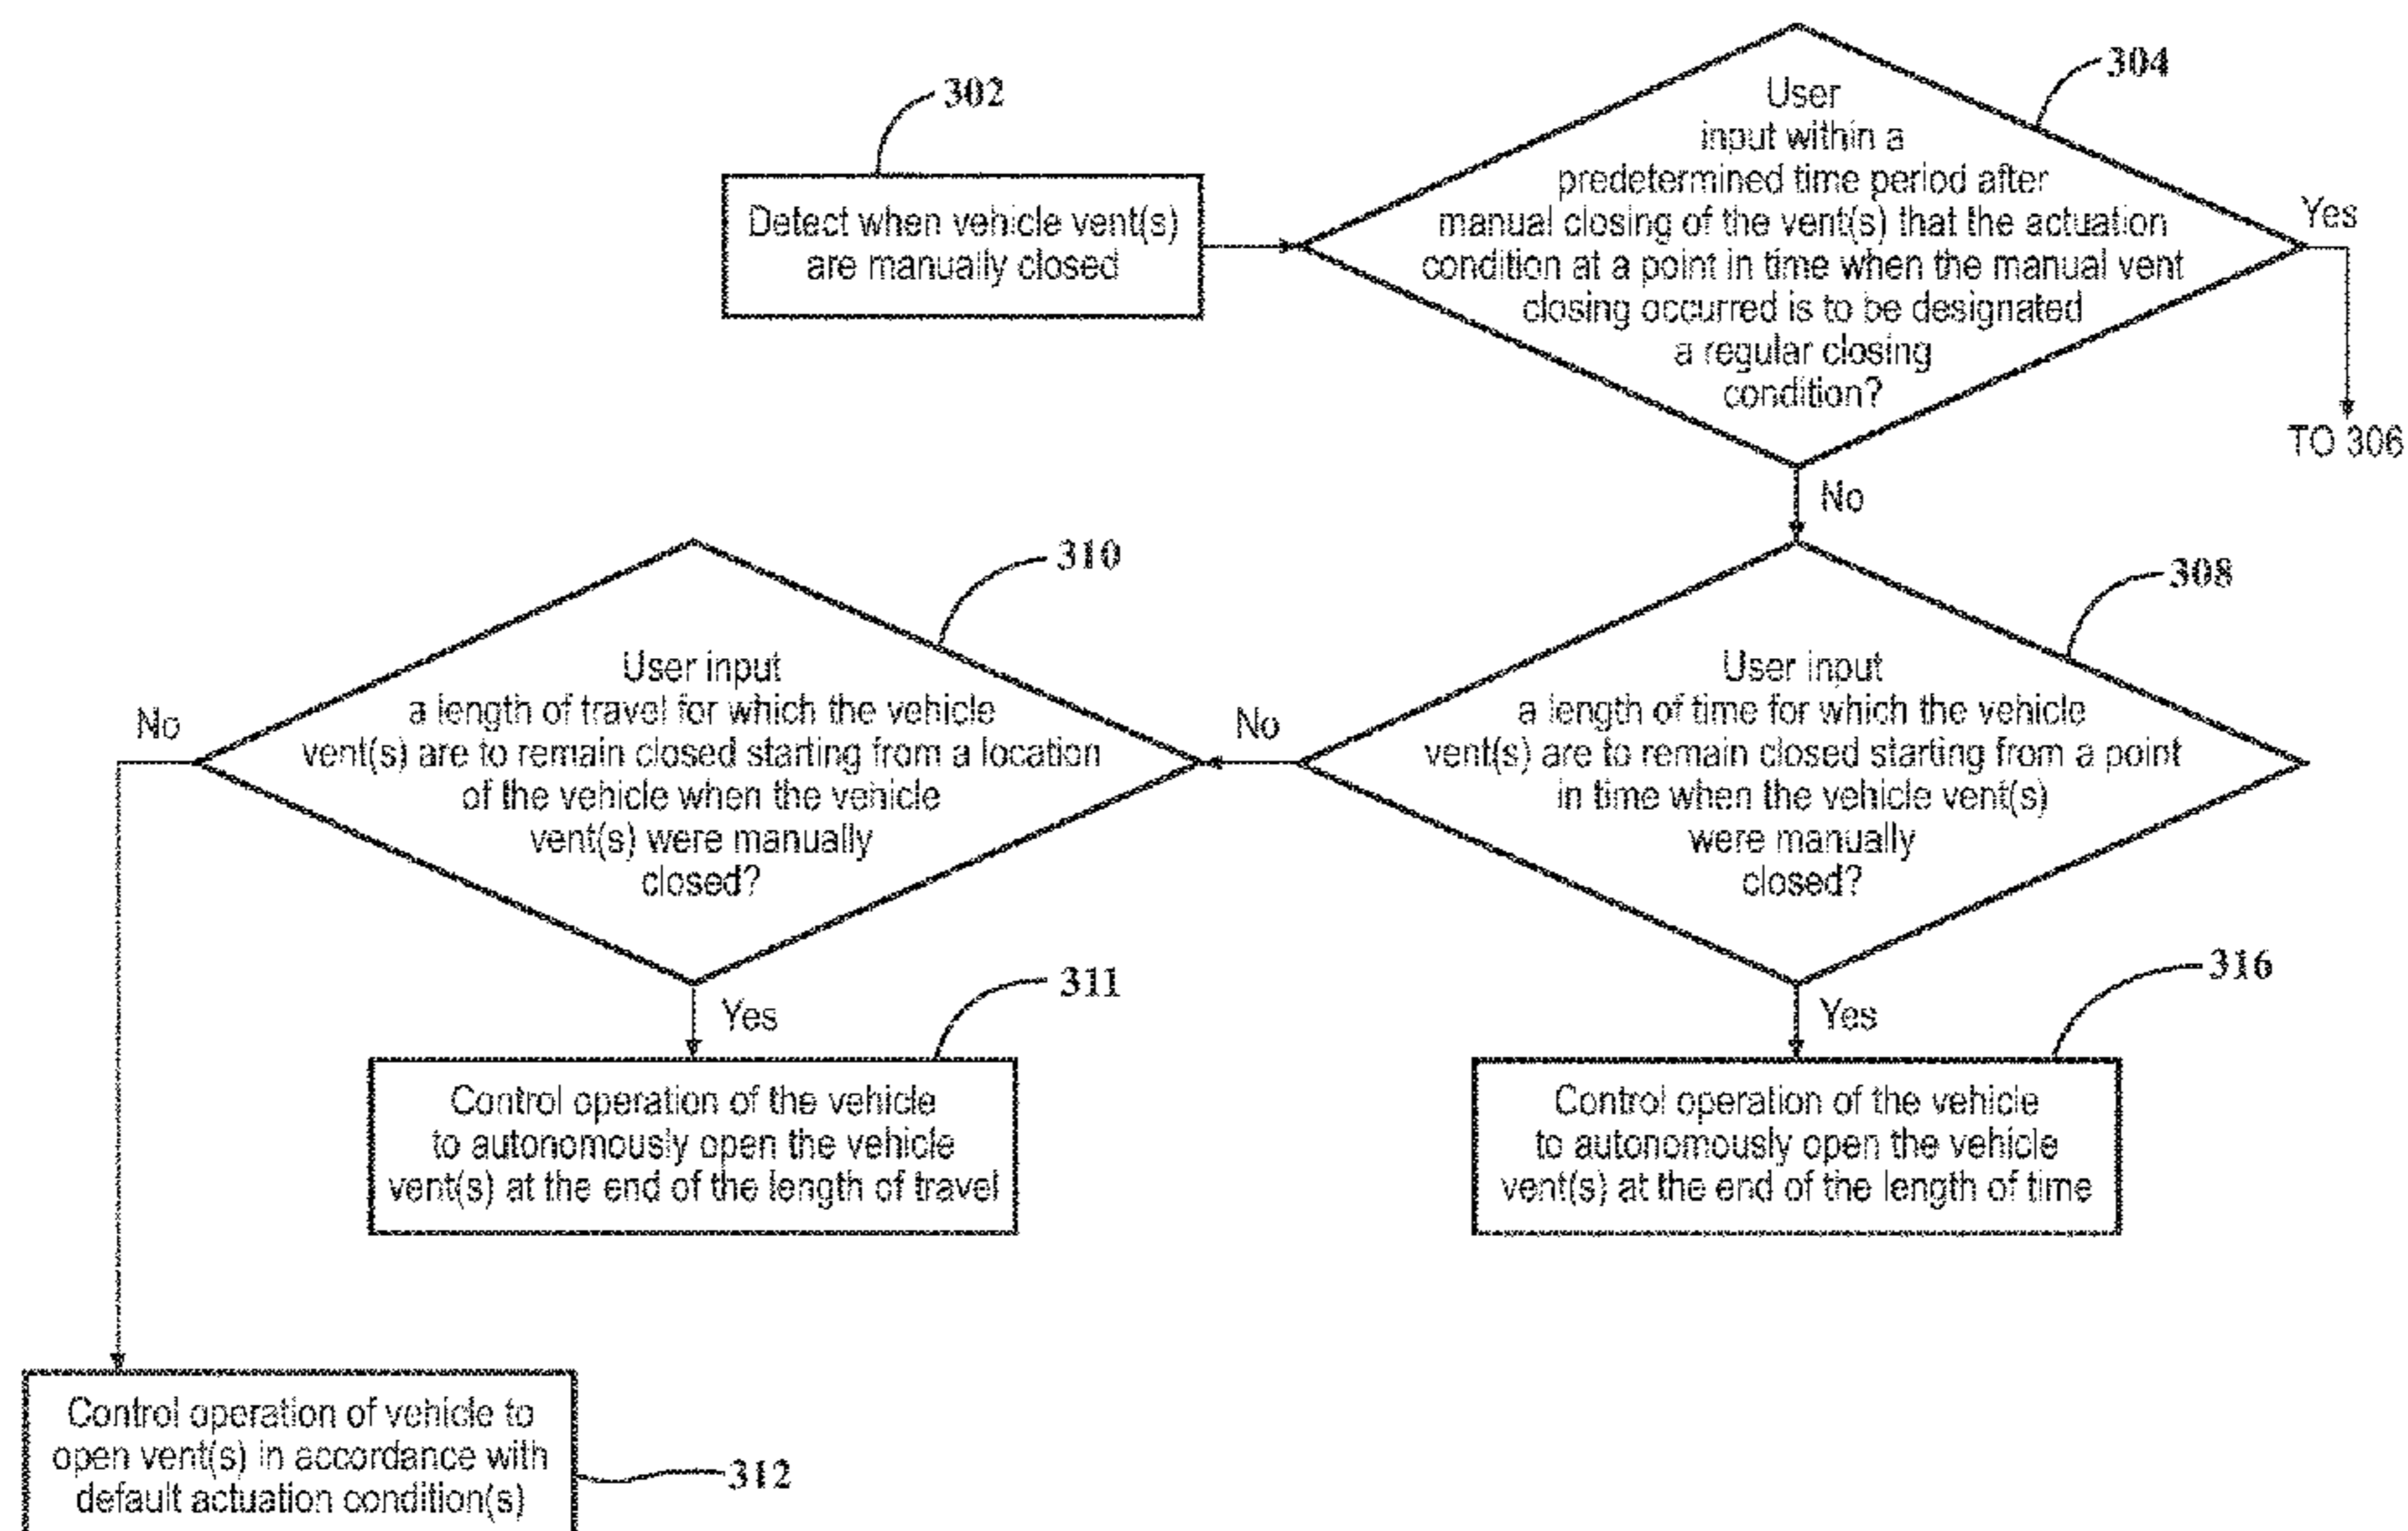 302
Detect when vehicle vent(s)
are manually closed
304
User
input within a
predetermined time period after
manual closing of the vent(s) that the actuation
condition at a point in time when the manual vent
closing occurred is to be designated
a regular closing
condition?
Yes
TO 306
No
308
User input
a length of time for which the vehicle
vent(s) are to remain closed starting from a point
in time when the vehicle vent(s)
were manually
closed?
No
310
User input
a length of travel for which the vehicle
vent(s) are to remain closed starting from a location
of the vehicle when the vehicle
vent(s) were manually
closed?
No
Yes
311
Control operation of the vehicle
to autonomously open the vehicle
vent(s) at the end of the length of travel
Yes
316
Control operation of the vehicle
to autonomously open the vehicle
vent(s) at the end of the length of time
Control operation of vehicle to
open vent(s) in accordance with
default actuation condition(s)
312